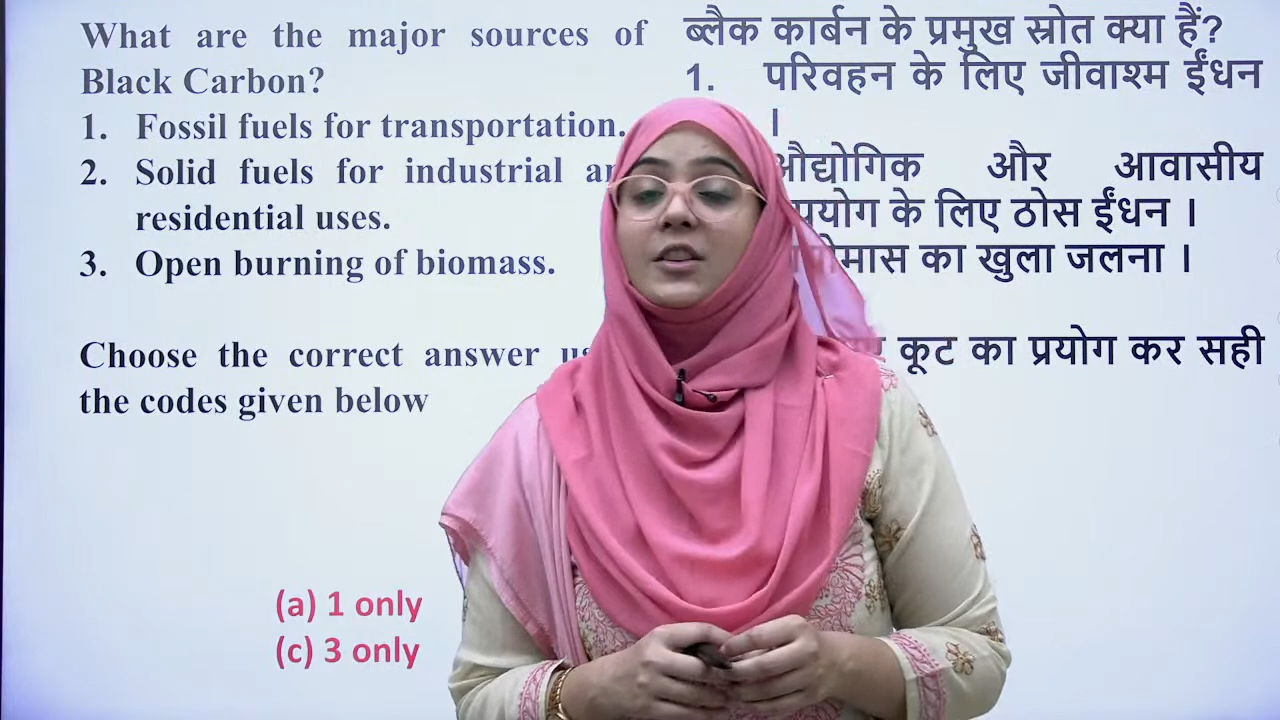 What are the major sources of
Black Carbon?
1. Fossil fuels for transportation.
2. Solid fuels for industrial
residential uses.
3. Open burning of biomass.
Choose the correct answer
the codes given below
(a) 1 only
(c) 3 only
ब्लैक कार्बन के प्रमुख स्रोत क्या हैं?
1. परिवहन के लिए जीवाश्म ईंधन
।
औद्योगिक और आवासीय
के लिए ठोस ईंधन ।
का खुला जलना ।
कूट का प्रयोग कर सही